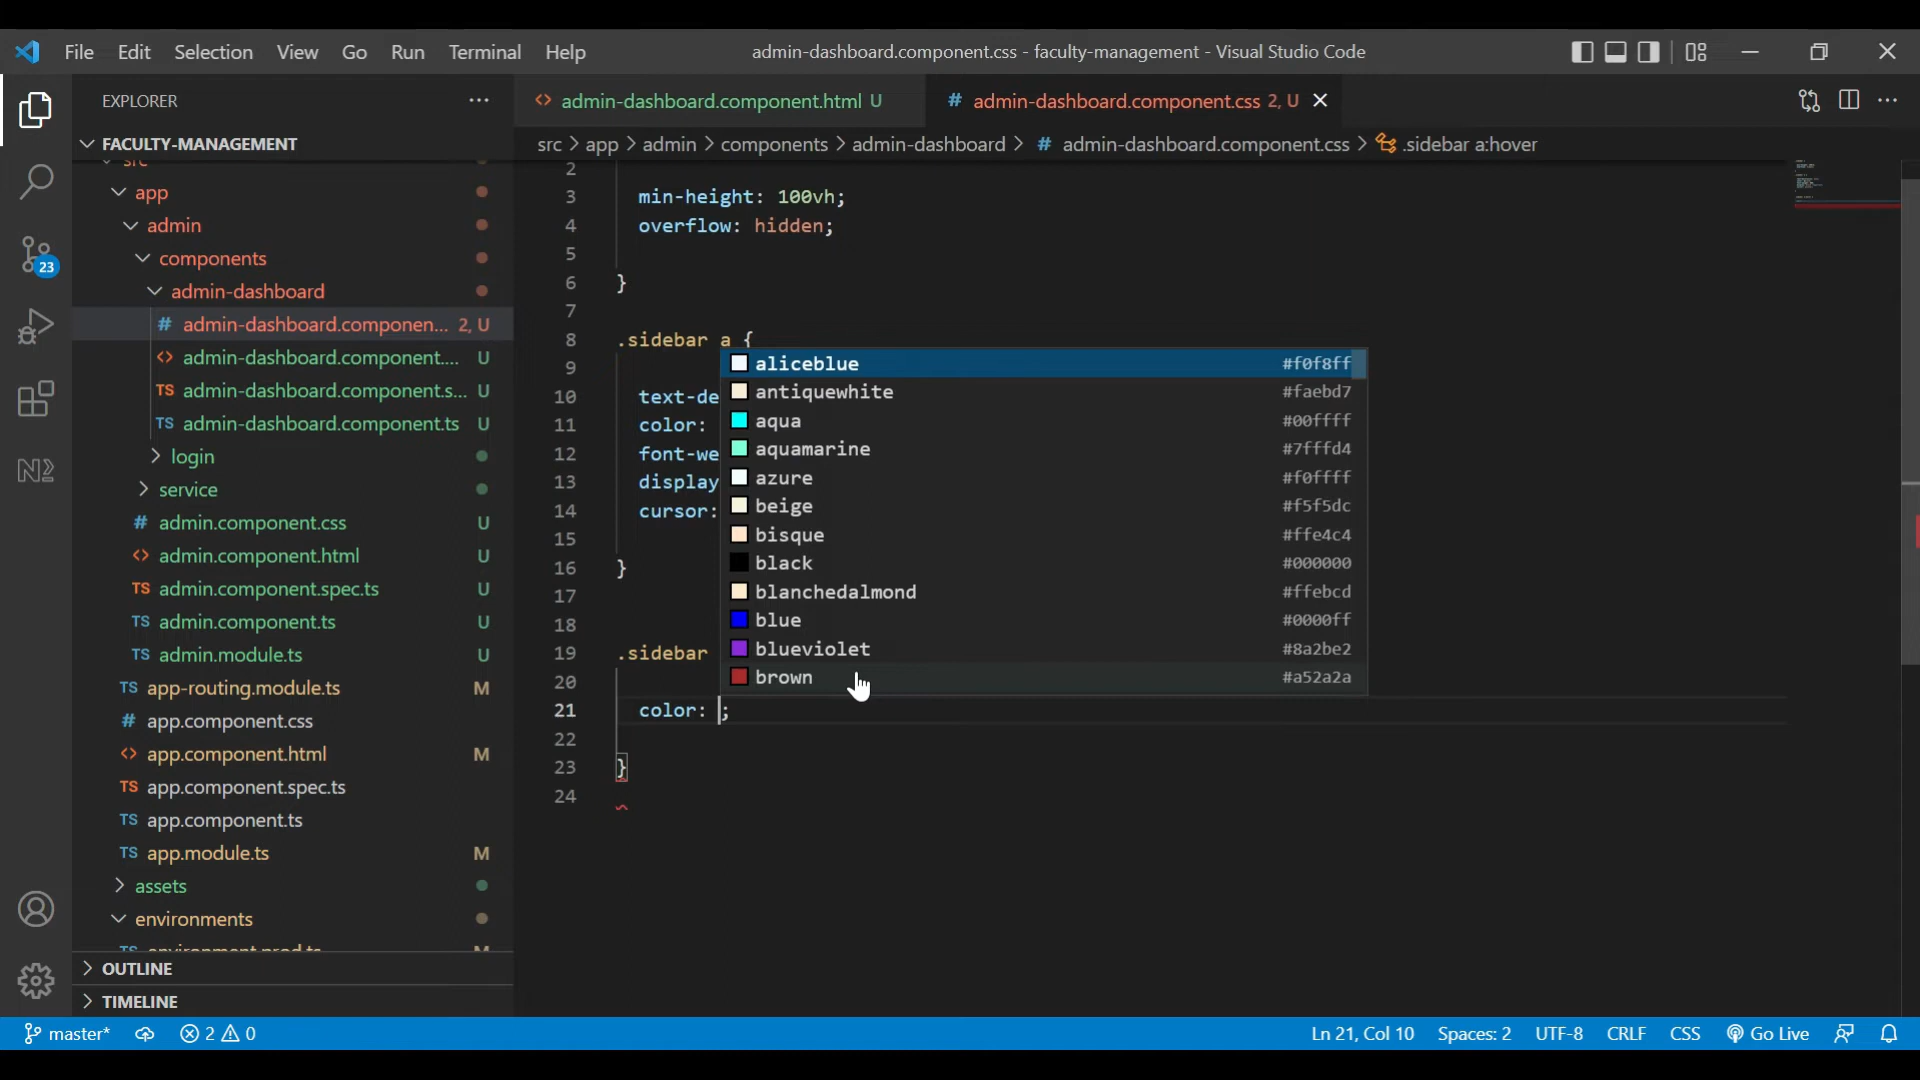 File Edit Selection View Go Run Terminal Help
admin-dashboard.component.css - faculty-management - Visual Studio Code
EXPLORER
FACULTY-MANAGEMENT
src
app
admin
components
admin-dashboard
# admin-dashboard.componen... 2, U
<> admin-dashboard.component.... U
TS admin-dashboard.component.s... U
TS admin-dashboard.component.ts U
login
service
# admin.component.css U
<> admin.component.html U
TS admin.component.spec.ts U
TS admin.component.ts U
TS admin.module.ts U
TS app-routing.module.ts M
# app.component.css
<> app.component.html M
TS app.component.spec.ts
TS app.component.ts
TS app.module.ts M
assets
environments
TS environment.prod.ts M
OUTLINE
TIMELINE
23
<> admin-dashboard.component.html U
# admin-dashboard.component.css 2, U
src > app > admin > components > admin-dashboard > # admin-dashboard.component.css > .sidebar a:hover
2
3 min-height: 100vh;
4 overflow: hidden;
5
6 }
7
8 .sidebar a {
9
10 text-de
11 color:
12 font-we
13 display
14 cursor:
15
16 }
17
18
19 .sidebar
20
21 color: ;
22
23 }
24
aliceblue #f0f8ff
antiquewhite #faebd7
aqua #00ffff
aquamarine #7fffd4
azure #f0ffff
beige #f5f5dc
bisque #ffe4c4
black #000000
blanchedalmond #ffebcd
blue #0000ff
blueviolet #8a2be2
brown #a52a2a
master* 2 0
Ln 21, Col 10 Spaces: 2 UTF-8 CRLF CSS Go Live